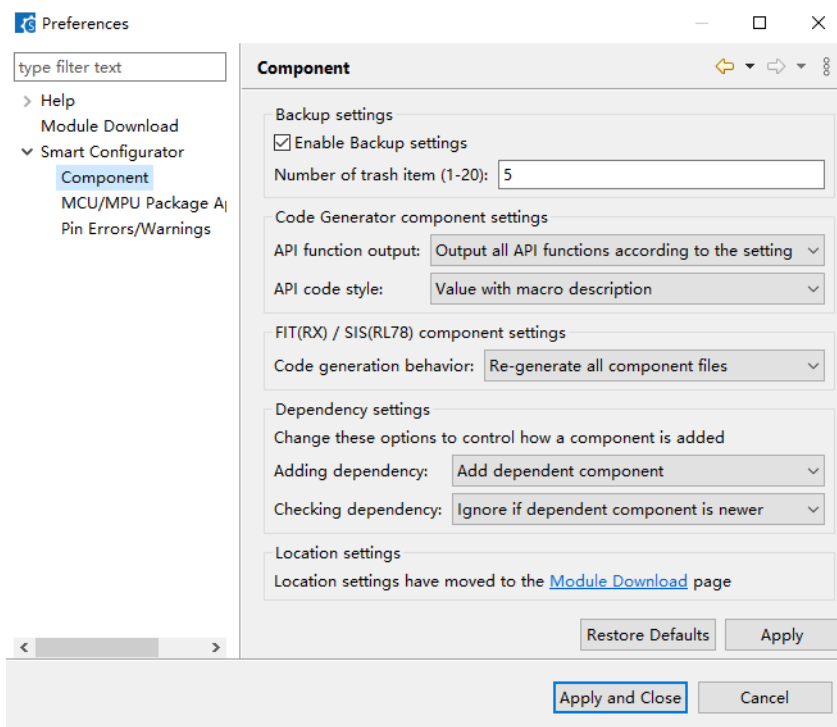 Preferences
type filter text
Component
Help
Module Download
Smart Configurator
Component
MCU/MPU Package A
Pin Errors/Warnings
Backup settings
Enable Backup settings
Number of trash item (1-20): 5
Code Generator component settings
API function output: Output all API functions according to the setting
API code style: Value with macro description
FIT(RX) / SIS(RL78) component settings
Code generation behavior: Re-generate all component files
Dependency settings
Change these options to control how a component is added
Adding dependency: Add dependent component
Checking dependency: Ignore if dependent component is newer
Location settings
Location settings have moved to the Module Download page
Restore Defaults Apply
Apply and Close Cancel